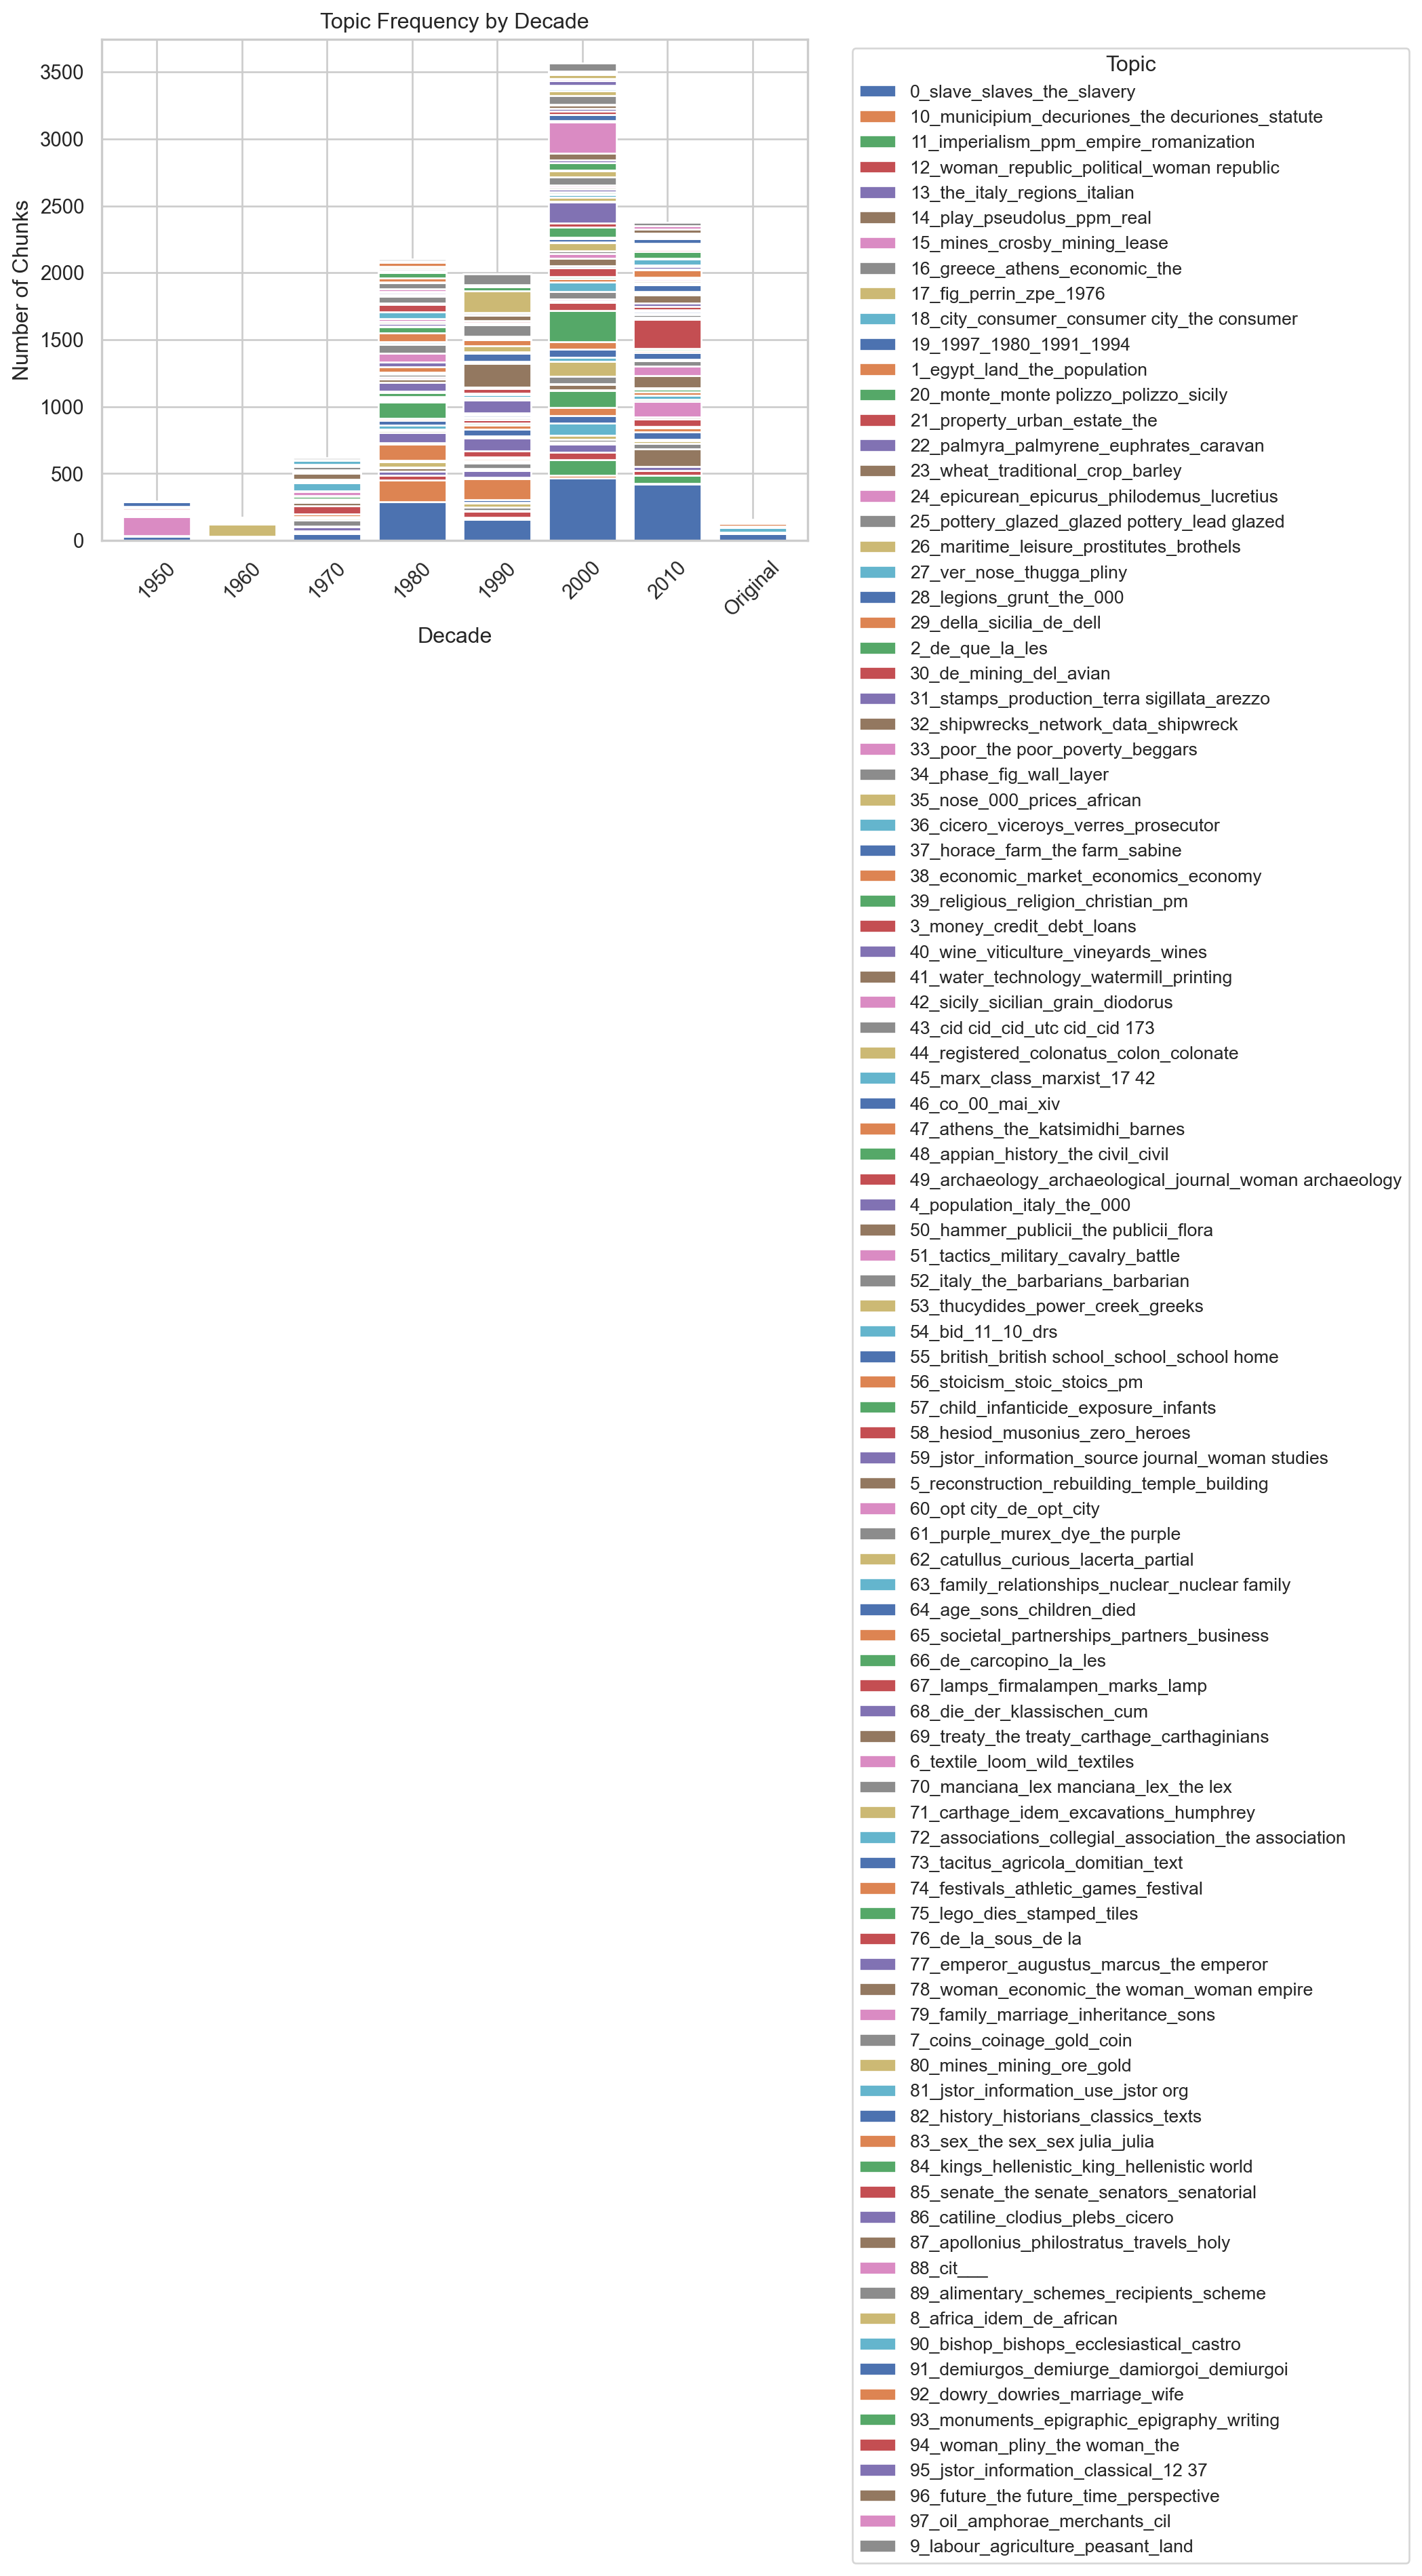 Topic Frequency by Decade
Number of Chunks
3500
3000
2500
2000
1500
1000
500
0
1950
1960
1970
1980
1990
2000
2010
Original
Decade
Topic
0_slave_slaves_the_slavery
10_municipium_decuriones_the decuriones_statute
11_imperialism_ppm_empire_romanization
12_woman_republic_political_woman republic
13_the_italy_regions_italian
14_play_pseudolus_ppm_real
15_mines_crosby_mining_lease
16_greece_athens_economic_the
17_fig_perrin_zpe_1976
18_city_consumer_consumer city_the consumer
19_1997_1980_1991_1994
1_egypt_land_the_population
20_monte_monte polizzo_polizzo_sicily
21_property_urban_estate_the
22_palmyra_palmyrene_euphrates_caravan
23_wheat_traditional_crop_barley
24_epicurean_epicurus_philodemus_lucretius
25_pottery_glazed_glazed pottery_lead glazed
26_maritime_leisure_prostitutes_brothels
27_ver_nose_thugga_pliny
28_legions_grunt_the_000
29_della_sicilia_de_dell
2_de_que_la_les
30_de_mining_del_avian
31_stamps_production_terra sigillata_arezzo
32_shipwrecks_network_data_shipwreck
33_poor_the poor_poverty_beggars
34_phase_fig_wall_layer
35_nose_000_prices_african
36_cicero_viceroys_verres_prosecutor
37_horace_farm_the farm_sabine
38_economic_market_economics_economy
39_religious_religion_christian_pm
3_money_credit_debt_loans
40_wine_viticulture_vineyards_wines
41_water_technology_watermill_printing
42_sicily_sicilian_grain_diodorus
43_cid cid_cid_utc cid_cid 173
44_registered_colonatus_colon_colonate
45_marx_class_marxist_17 42
46_co_00_mai_xiv
47_athens_the_katsimidhi_barnes
48_appian_history_the civil_civil
49_archaeology_archaeological_journal_woman archaeology
4_population_italy_the_000
50_hammer_publicii_the publicii_flora
51_tactics_military_cavalry_battle
52_italy_the_barbarians_barbarian
53_thucydides_power_creek_greeks
54_bid_11_10_drs
55_british_british school_school_school home
56_stoicism_stoic_stoics_pm
57_child_infanticide_exposure_infants
58_hesiod_musonius_zero_heroes
59_jstor_information_source journal_woman studies
5_reconstruction_rebuilding_temple_building
60_opt city_de_opt_city
61_purple_murex_dye_the purple
62_catullus_curious_lacerta_partial
63_family_relationships_nuclear_nuclear family
64_age_sons_children_died
65_societal_partnerships_partners_business
66_de_carcopino_la_les
67_lamps_firmalampen_marks_lamp
68_die_der_klassischen_cum
69_treaty_the treaty_carthage_carthaginians
6_textile_loom_wild_textiles
70_manciana_lex manciana_lex_the lex
71_carthage_idem_excavations_humphrey
72_associations_collegial_association_the association
73_tacitus_agricola_domitian_text
74_festivals_athletic_games_festival
75_lego_dies_stamped_tiles
76_de_la_sous_de la
77_emperor_augustus_marcus_the emperor
78_woman_economic_the woman_woman empire
79_family_marriage_inheritance_sons
7_coins_coinage_gold_coin
80_mines_mining_ore_gold
81_jstor_information_use_jstor org
82_history_historians_classics_texts
83_sex_the sex_sex julia_julia
84_kings_hellenistic_king_hellenistic world
85_senate_the senate_senators_senatorial
86_catiline_clodius_plebs_cicero
87_apollonius_philostratus_travels_holy
88_cit___
89_alimentary_schemes_recipients_scheme
8_africa_idem_de_african
90_bishop_bishops_ecclesiastical_castro
91_demiurgos_demiurge_damiorgoi_demiurgoi
92_dowry_dowries_marriage_wife
93_monuments_epigraphic_epigraphy_writing
94_woman_pliny_the woman_the
95_jstor_information_classical_12 37
96_future_the future_time_perspective
97_oil_amphorae_merchants_cil
9_labour_agriculture_peasant_land